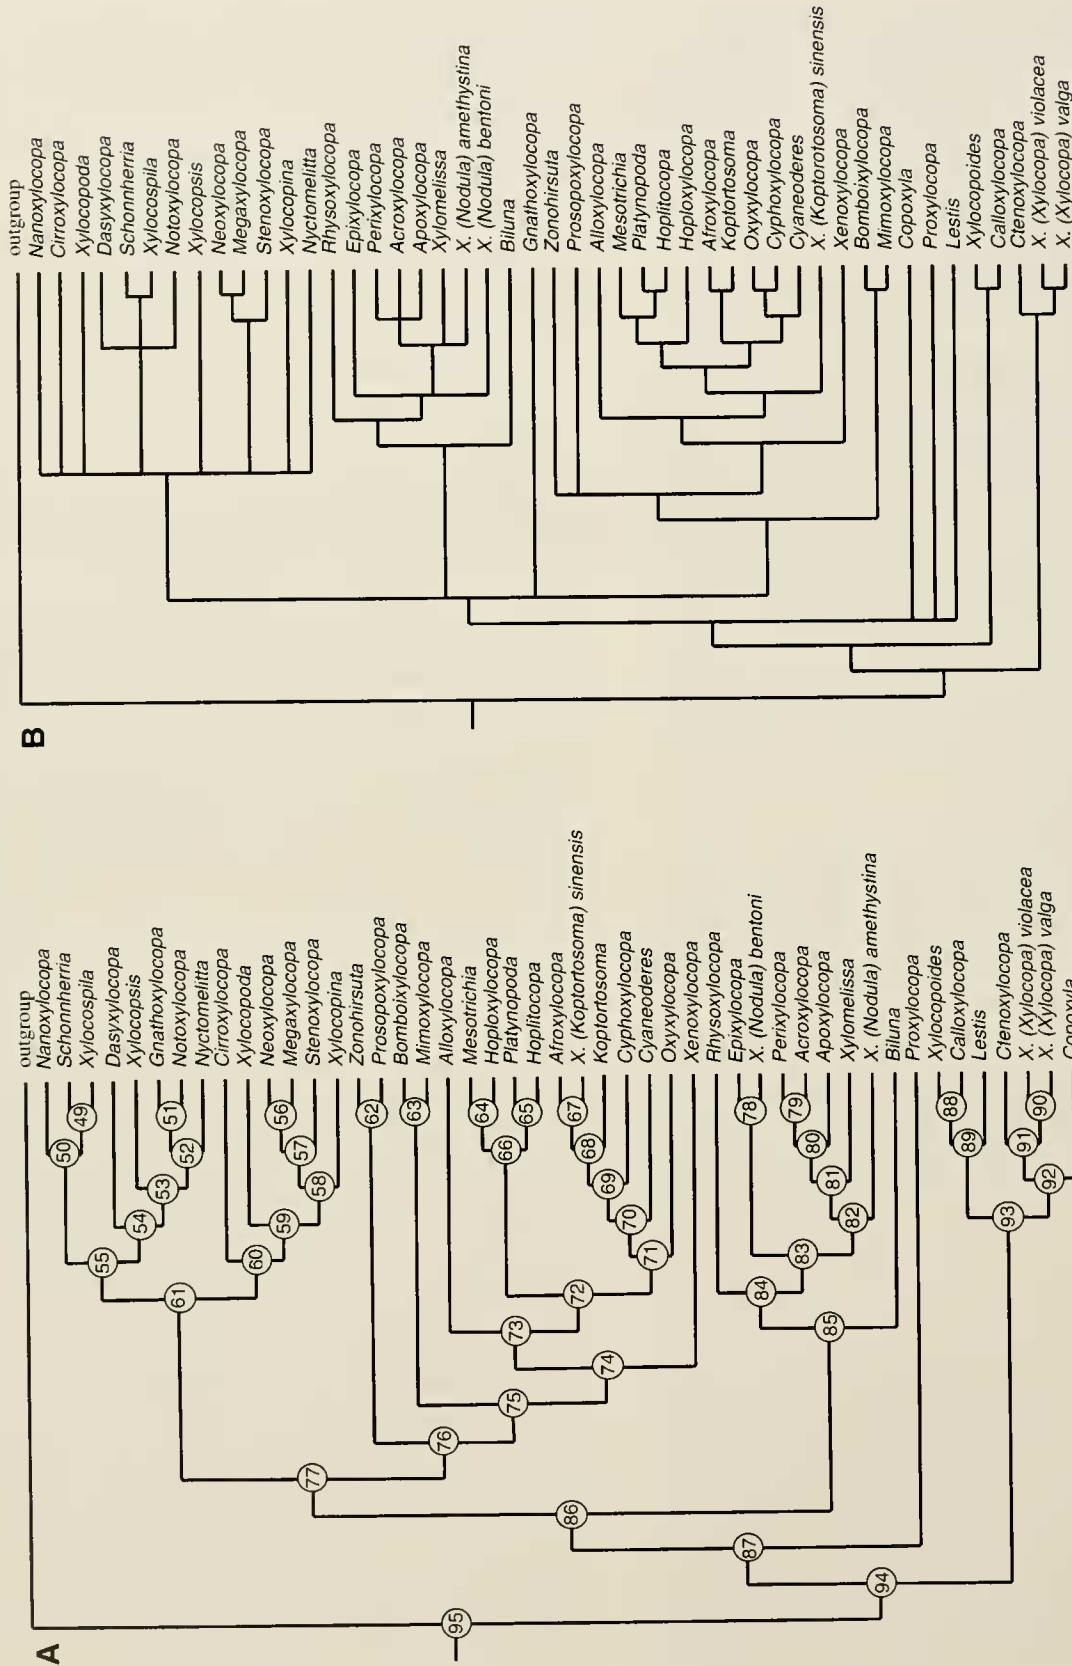 A
outgroup
Nanoxylocopa
Schonnherria
Xylocospila
Dasyxylocopa
Xylocopsis
Gnathoxylocopa
Notoxylocopa
Nyctomelitta
Cirroxylocopa
Xylocopoda
Neoxylocopa
Megaxylocopa
Stenoxylocopa
Xylocopina
Zonohirsuta
Prosopoxylocopa
Bomboixylocopa
Mimoxylocopa
Alloxylocopa
Mesotrichia
Hoploxylocopa
Platynopoda
Hoplitocopa
Afroxylocopa
X. (Koptortosoma) sinensis
Koptortosoma
Cyphoxylocopa
Cyaneoderes
Oxyxylocopa
Xenoxylocopa
Rhysoxylocopa
Epixylocopa
X. (Nodula) bentoni
Perixylocopa
Acroxylocopa
Apoxylocopa
Xylomelissa
X. (Nodula) amethystina
Biluna
Proxylocopa
Xylocopoides
Calloxylocopa
Lestis
Ctenoxylocopa
X. (Xylocopa) violacea
X. (Xylocopa) valga
Copoxyla
49
50
51
52
53
54
55
56
57
58
59
60
61
62
63
64
65
66
67
68
69
70
71
72
73
74
75
76
77
78
79
80
81
82
83
84
85
86
87
88
89
90
91
92
93
94
95
B
outgroup
Nanoxylocopa
Cirroxylocopa
Xylocopoda
Dasyxylocopa
Schonnherria
Xylocospila
Notoxylocopa
Xylocopsis
Neoxylocopa
Megaxylocopa
Stenoxylocopa
Xylocopina
Nyctomelitta
Rhysoxylocopa
Epixylocopa
Perixylocopa
Acroxylocopa
Apoxylocopa
Xylomelissa
X. (Nodula) amethystina
X. (Nodula) bentoni
Biluna
Gnathoxylocopa
Zonohirsuta
Prosopoxylocopa
Alloxylocopa
Mesotrichia
Platynopoda
Hoplitocopa
Hoploxylocopa
Afroxylocopa
Koptortosoma
Oxyxylocopa
Cyphoxylocopa
Cyaneoderes
X. (Koptorotosoma) sinensis
Xenoxylocopa
Bomboixylocopa
Mimoxylocopa
Copoxyla
Proxylocopa
Lestis
Xylocopoides
Calloxylocopa
Ctenoxylocopa
X. (Xylocopa) violacea
X. (Xylocopa) valga